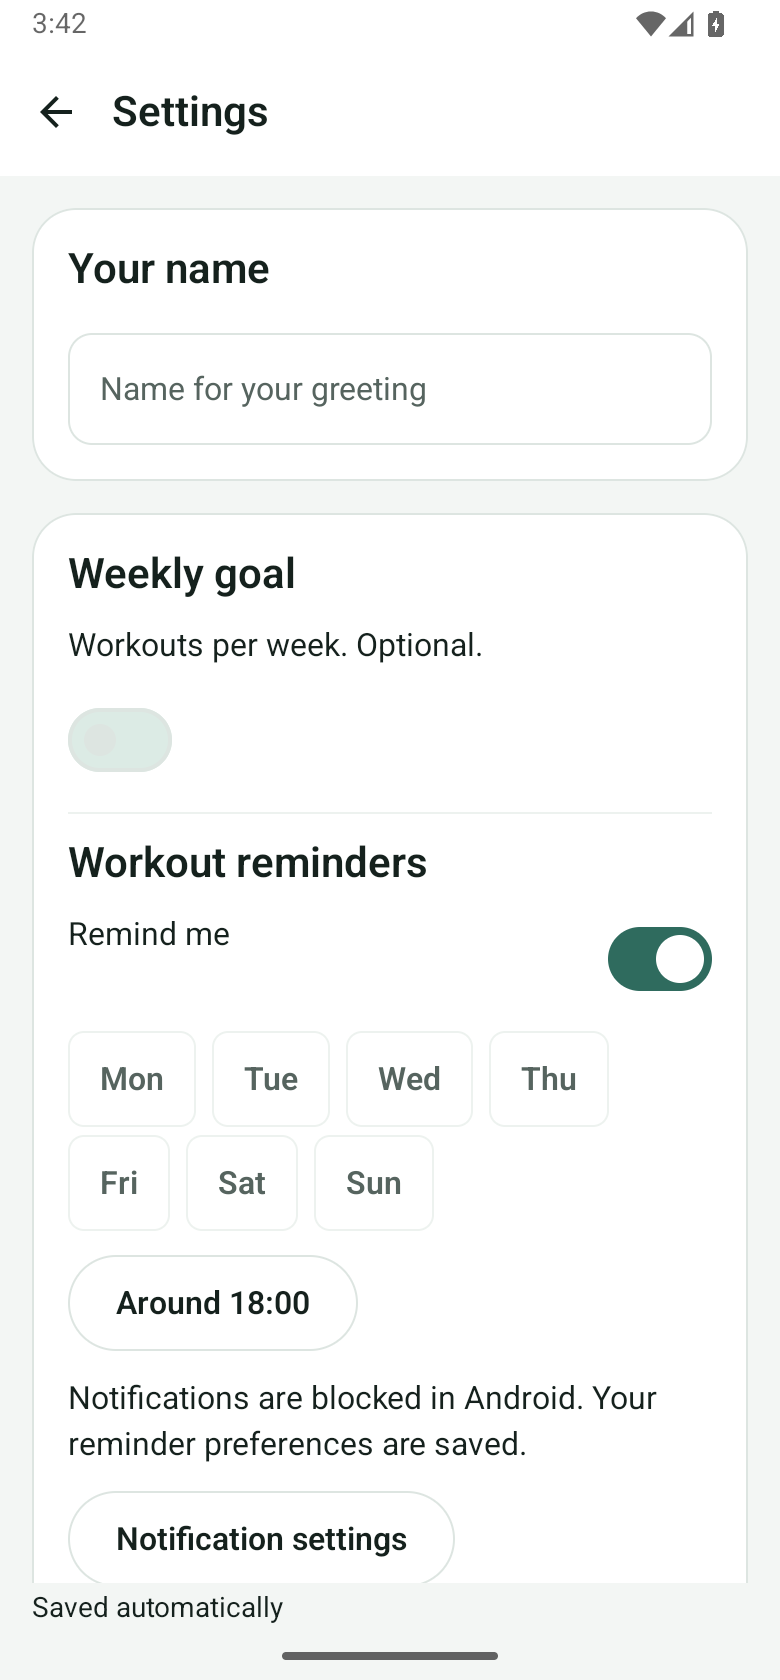 3:42
Settings
Your name
Name for your greeting
Weekly goal
Workouts per week. Optional.
Workout reminders
Remind me
Mon Tue Wed Thu
Fri Sat Sun
Around 18:00
Notifications are blocked in Android. Your
reminder preferences are saved.
Notification settings
Saved automatically